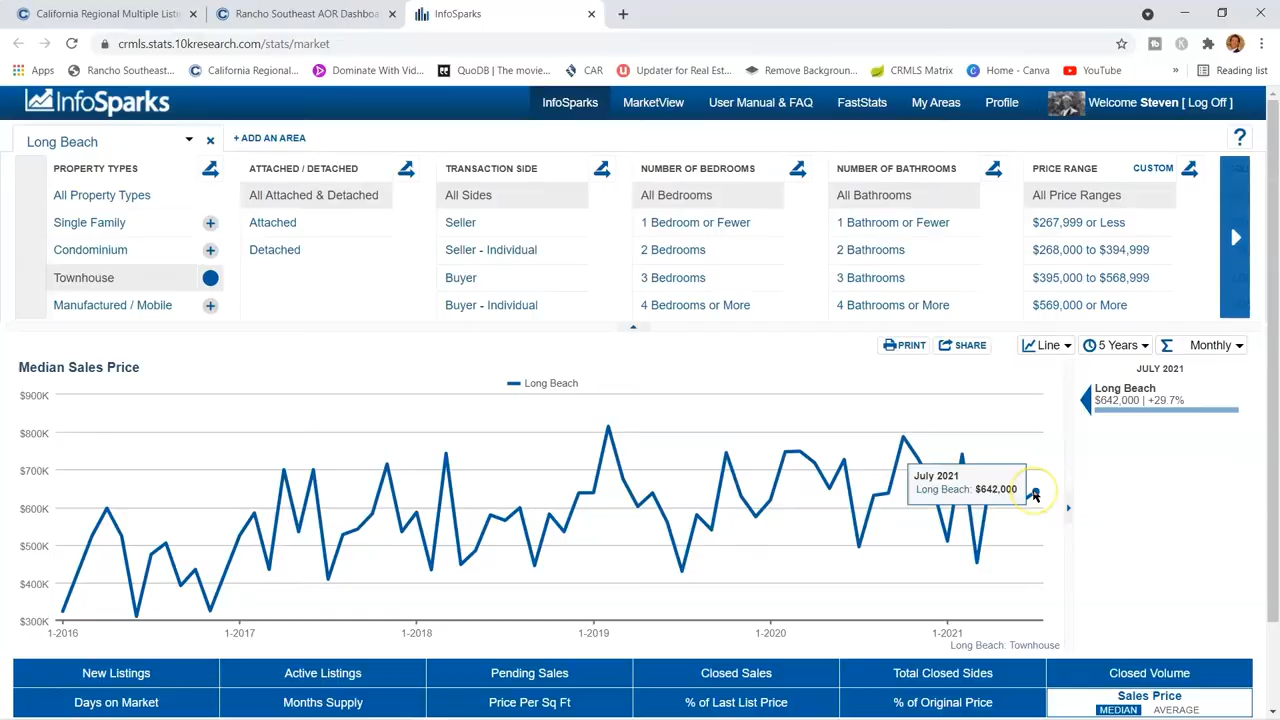 California Regional Multiple Listi
Rancho Southeast AOR Dashboa
InfoSparks
crmls.stats.10kresearch.com/stats/market
Apps
Rancho Southeast...
California Regional...
Dominate With Vid...
QuoDB | The movie...
CAR
Updater for Real Est...
Remove Backgroun...
CRMLS Matrix
Home - Canva
YouTube
»
Reading list
InfoSparks
InfoSparks
MarketView
User Manual & FAQ
FastStats
My Areas
Profile
Welcome Steven [ Log Off ]
Long Beach
+ ADD AN AREA
?
PROPERTY TYPES
All Property Types
Single Family
Condominium
Townhouse
Manufactured / Mobile
ATTACHED / DETACHED
All Attached & Detached
Attached
Detached
TRANSACTION SIDE
All Sides
Seller
Seller - Individual
Buyer
Buyer - Individual
NUMBER OF BEDROOMS
All Bedrooms
1 Bedroom or Fewer
2 Bedrooms
3 Bedrooms
4 Bedrooms or More
NUMBER OF BATHROOMS
All Bathrooms
1 Bathroom or Fewer
2 Bathrooms
3 Bathrooms
4 Bathrooms or More
PRICE RANGE CUSTOM
All Price Ranges
$267,999 or Less
$268,000 to $394,999
$395,000 to $568,999
$569,000 or More
PRINT
SHARE
Line
5 Years
Σ Monthly
Median Sales Price
Long Beach
JULY 2021
Long Beach
$642,000 | +29.7%
$900K
$800K
$700K
$600K
$500K
$400K
$300K
July 2021
Long Beach: $642,000
1-2016
1-2017
1-2018
1-2019
1-2020
1-2021
Long Beach: Townhouse
New Listings
Active Listings
Pending Sales
Closed Sales
Total Closed Sides
Closed Volume
Days on Market
Months Supply
Price Per Sq Ft
% of Last List Price
% of Original Price
Sales Price
MEDIAN AVERAGE